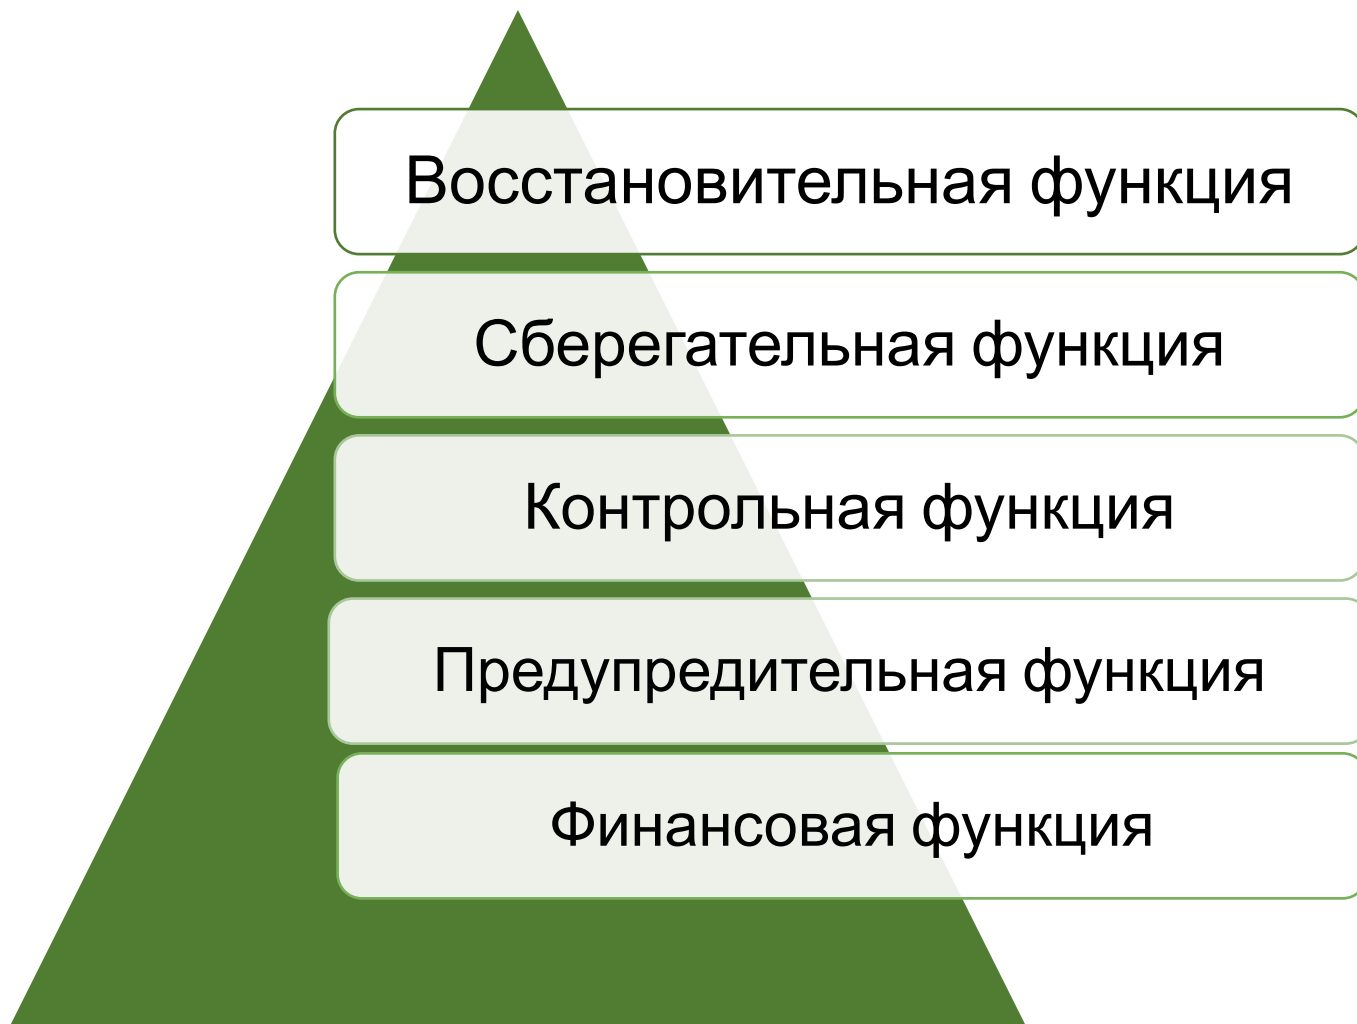 Восстановительная функция
Сберегательная функция
Контрольная функция
Предупредительная функция
Финансовая функция